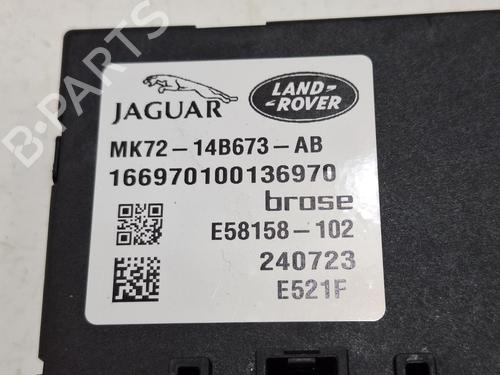 JAGUAR
LAND-
-ROVER
MK72-14B673-AB
166970100136970
brose
E58158-102
240723
E521F
B-PARTS